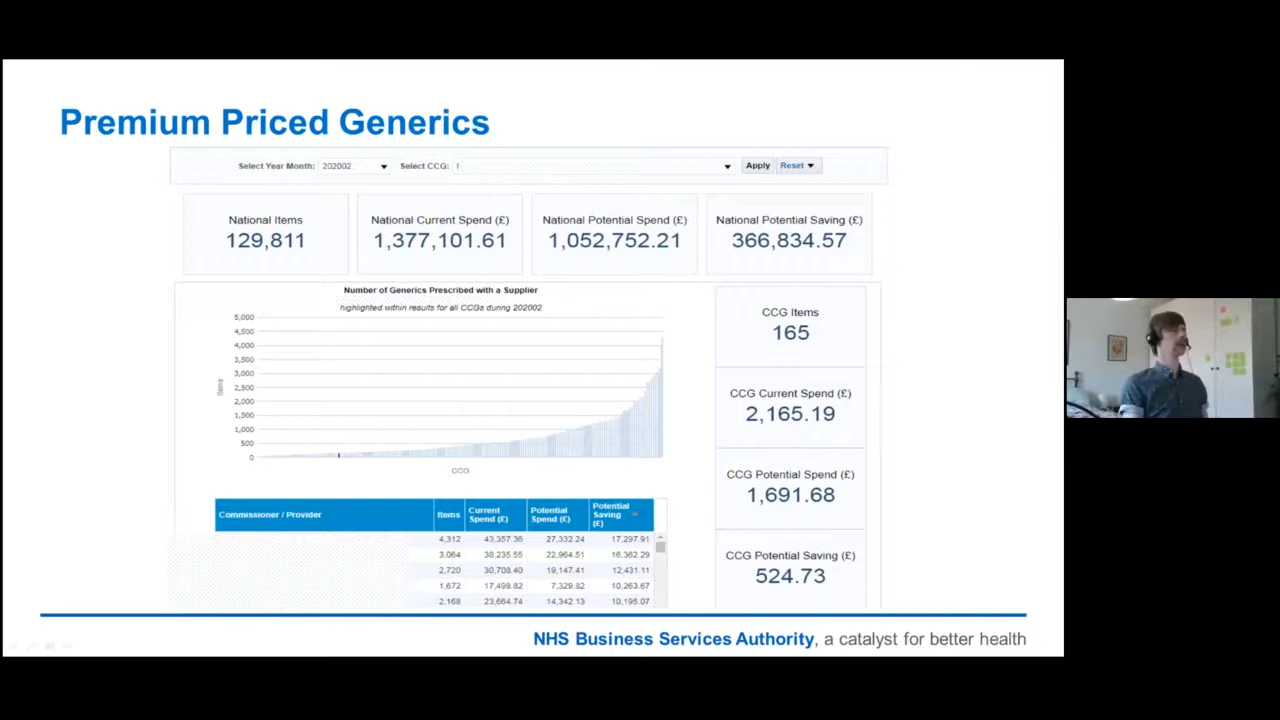 Premium Priced Generics
Select Year Month: 202002 Select CCG: Apply Reset
National Items
129,811
National Current Spend (£)
1,377,101.61
National Potential Spend (£)
1,052,752.21
National Potential Saving (£)
366,834.57
Number of Generics Prescribed with a Supplier
highlighted within results for all CCGs during 202002
5,000
4,500
4,000
3,500
3,000
2,500
2,000
1,500
1,000
500
0
Items
CCG
CCG Items
165
CCG Current Spend (£)
2,165.19
CCG Potential Spend (£)
1,691.68
CCG Potential Saving (£)
524.73
Commissioner / Provider Items Current Spend (£) Potential Spend (£) Potential Saving (£)
4,312 43,357.36 27,332.24 17,297.91
3,064 38,235.55 22,964.51 16,362.29
2,720 30,708.40 19,147.41 12,431.11
1,672 17,498.82 7,329.82 10,263.67
2,168 23,664.74 14,342.13 10,195.07
NHS Business Services Authority, a catalyst for better health